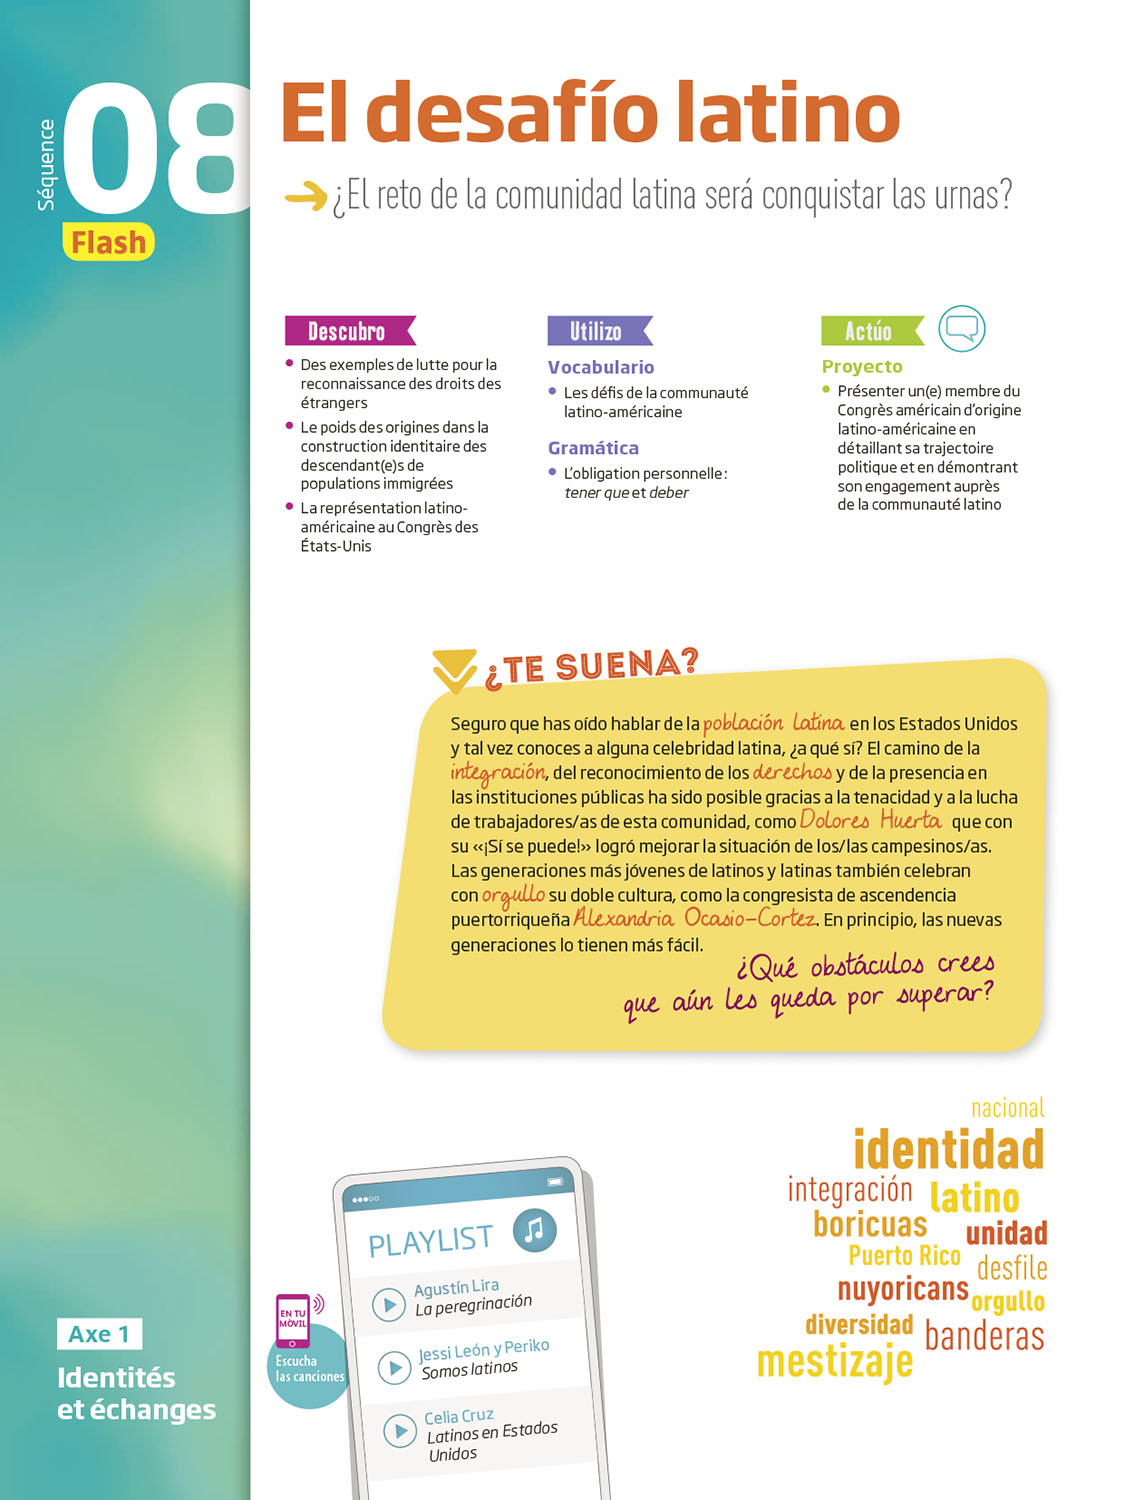 Séquence
08
Flash
El desafío latino
¿El reto de la comunidad latina será conquistar las urnas?
Descubro
• Des exemples de lutte pour la
reconnaissance des droits des
étrangers
• Le poids des origines dans la
construction identitaire des
descendant(e)s de
populations immigrées
• La représentation latino-
américaine au Congrès des
États-Unis
Utilizo
Vocabulario
• Les défis de la communauté
latino-américaine
Gramática
• L'obligation personnelle :
tener que et deber
Actúo
Proyecto
• Présenter un(e) membre du
Congrès américain d'origine
latino-américaine en
détaillant sa trajectoire
politique et en démontrant
son engagement auprès
de la communauté latino
¿TE SUENA?
Seguro que has oído hablar de la población latina en los Estados Unidos
y tal vez conoces a alguna celebridad latina, ¿a qué sí? El camino de la
integración, del reconocimiento de los derechos y de la presencia en
las instituciones públicas ha sido posible gracias a la tenacidad y a la lucha
de trabajadores/as de esta comunidad, como Dolores Huerta que con
su «¡Sí se puede!» logró mejorar la situación de los/las campesinos/as.
Las generaciones más jóvenes de latinos y latinas también celebran
con orgullo su doble cultura, como la congresista de ascendencia
puertorriqueña Alexandria Ocasio-Cortez. En principio, las nuevas
generaciones lo tienen más fácil.
¿Qué obstáculos crees
que aún les queda por superar?
nacional
identidad
integración latino
boricuas unidad
Puerto Rico desfile
nuyoricans orgullo
diversidad banderas
mestizaje
PLAYLIST
Agustín Lira
La peregrinación
Jessi León y Periko
Somos latinos
Celia Cruz
Latinos en Estados
Unidos
EN TU
MÓVIL
Escucha
las canciones
Axe 1
Identités
et échanges